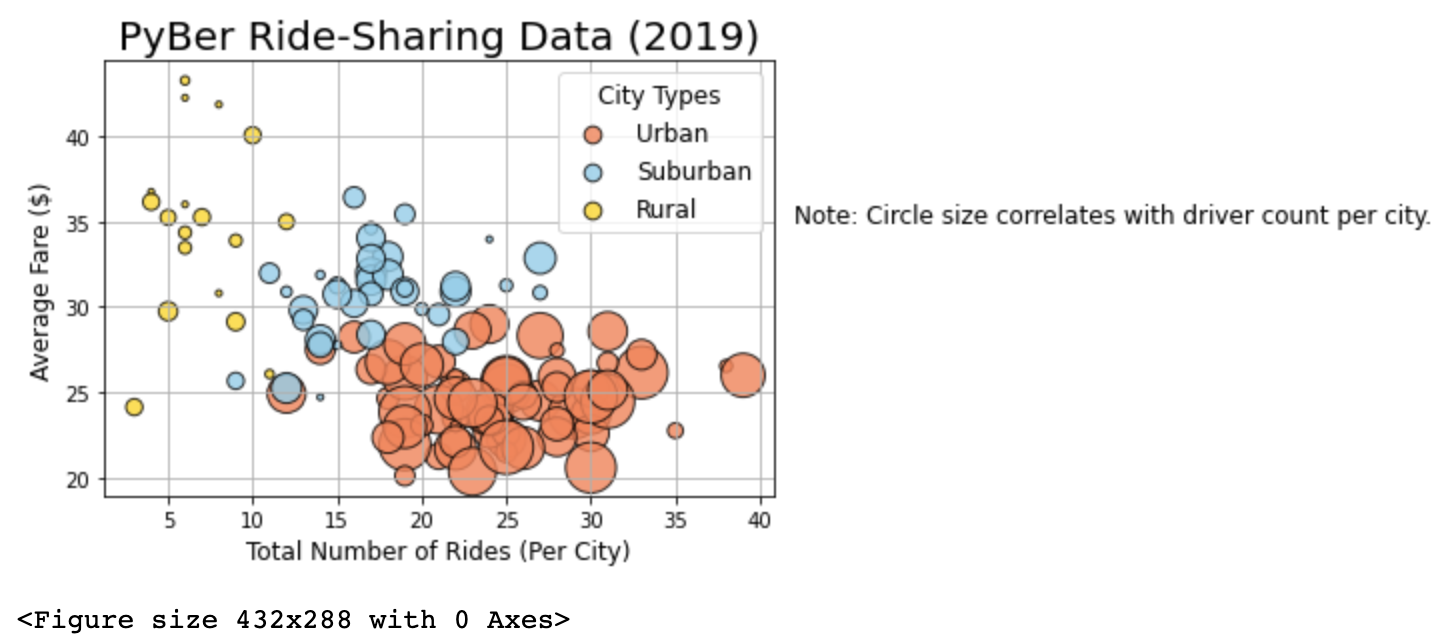 PyBer Ride-Sharing Data (2019)
City Types
Urban
Suburban
Rural
Note: Circle size correlates with driver count per city.
Average Fare ($)
40
35
30
25
20
5 10 15 20 25 30 35 40
Total Number of Rides (Per City)
<Figure size 432x288 with 0 Axes>